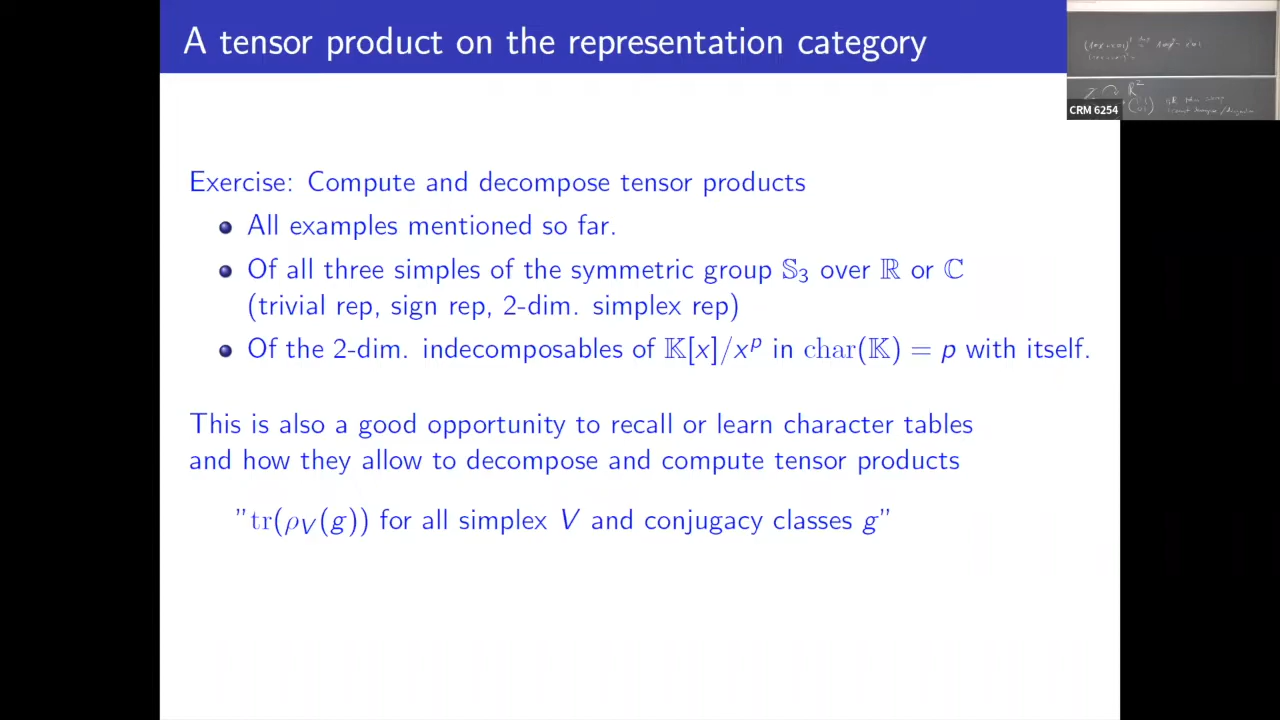 A tensor product on the representation category
CRM 6254
Exercise: Compute and decompose tensor products
All examples mentioned so far.
Of all three simples of the symmetric group 𝕊₃ over ℝ or ℂ
(trivial rep, sign rep, 2-dim. simplex rep)
Of the 2-dim. indecomposables of 𝕂[x]/xᵖ in char(𝕂) = p with itself.
This is also a good opportunity to recall or learn character tables
and how they allow to decompose and compute tensor products
”tr(ρ_V(g)) for all simplex V and conjugacy classes g”